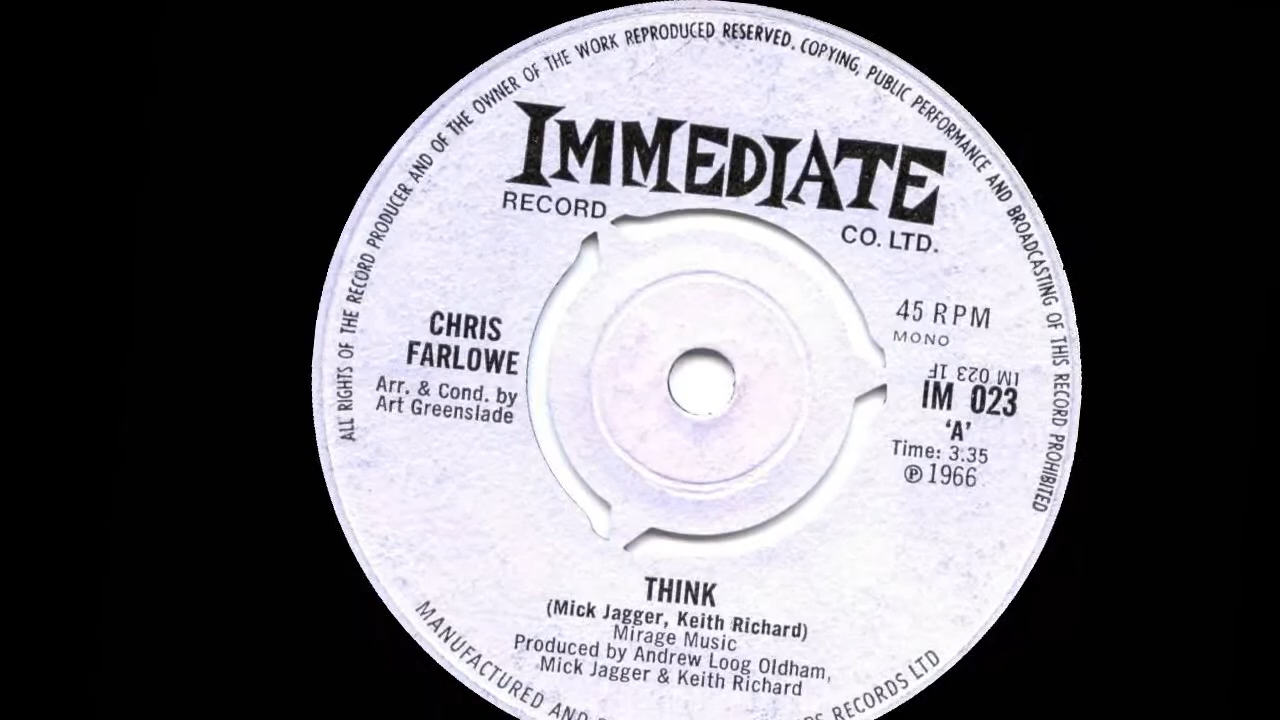 ALL RIGHTS OF THE RECORD PRODUCER AND OF THE OWNER OF THE WORK REPRODUCED RESERVED. COPYING, PUBLIC PERFORMANCE AND BROADCASTING OF THIS RECORD PROHIBITED
IMMEDIATE
RECORD
CO. LTD.
CHRIS
FARLOWE
Arr. & Cond. by
Art Greenslade
45 RPM
MONO
IM 023 1F
IM 023
‘A’
Time: 3.35
℗ 1966
THINK
(Mick Jagger, Keith Richard)
Mirage Music
Produced by Andrew Loog Oldham,
Mick Jagger & Keith Richard
MANUFACTURED AND
RECORDS LTD